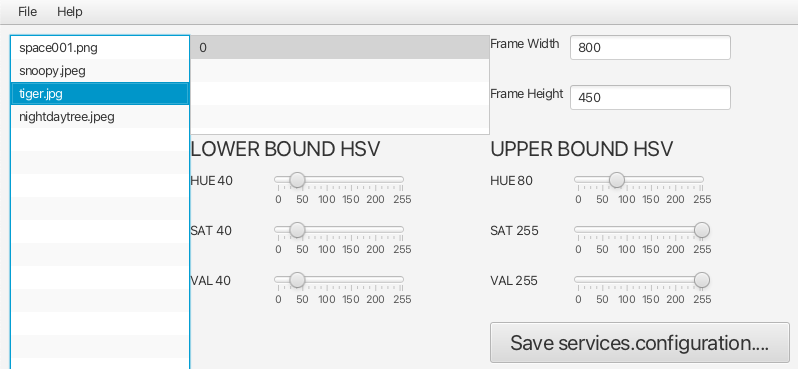 File Help
space001.png
snoopy.jpeg
tiger.jpg
nightdaytree.jpeg
0
Frame Width 800
Frame Height 450
LOWER BOUND HSV
HUE 40
0 50 100 150 200 255
SAT 40
0 50 100 150 200 255
VAL 40
0 50 100 150 200 255
UPPER BOUND HSV
HUE 80
0 50 100 150 200 255
SAT 255
0 50 100 150 200 255
VAL 255
0 50 100 150 200 255
Save services.configuration....